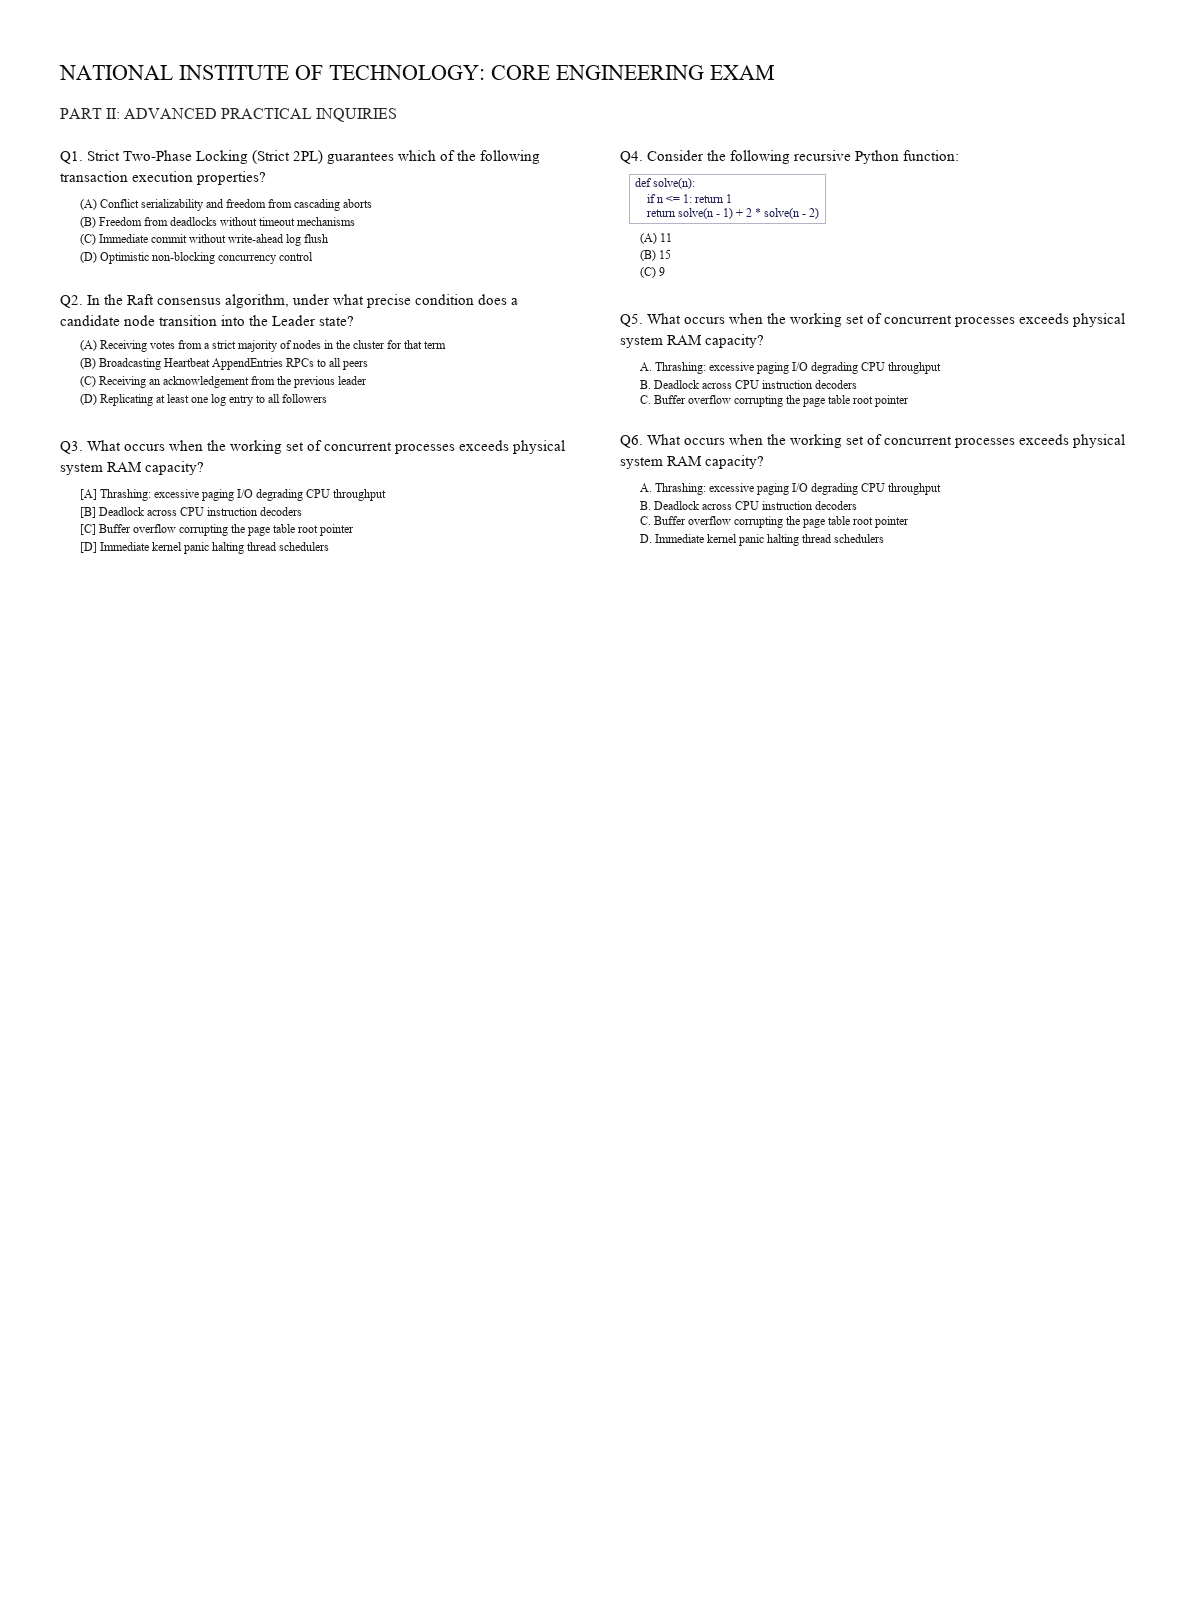 NATIONAL INSTITUTE OF TECHNOLOGY: CORE ENGINEERING EXAM
PART II: ADVANCED PRACTICAL INQUIRIES
Q1. Strict Two-Phase Locking (Strict 2PL) guarantees which of the following
transaction execution properties?
(A) Conflict serializability and freedom from cascading aborts
(B) Freedom from deadlocks without timeout mechanisms
(C) Immediate commit without write-ahead log flush
(D) Optimistic non-blocking concurrency control
Q2. In the Raft consensus algorithm, under what precise condition does a
candidate node transition into the Leader state?
(A) Receiving votes from a strict majority of nodes in the cluster for that term
(B) Broadcasting Heartbeat AppendEntries RPCs to all peers
(C) Receiving an acknowledgement from the previous leader
(D) Replicating at least one log entry to all followers
Q3. What occurs when the working set of concurrent processes exceeds physical
system RAM capacity?
[A] Thrashing: excessive paging I/O degrading CPU throughput
[B] Deadlock across CPU instruction decoders
[C] Buffer overflow corrupting the page table root pointer
[D] Immediate kernel panic halting thread schedulers
Q4. Consider the following recursive Python function:
def solve(n):
    if n <= 1: return 1
    return solve(n - 1) + 2 * solve(n - 2)
(A) 11
(B) 15
(C) 9
Q5. What occurs when the working set of concurrent processes exceeds physical
system RAM capacity?
A. Thrashing: excessive paging I/O degrading CPU throughput
B. Deadlock across CPU instruction decoders
C. Buffer overflow corrupting the page table root pointer
Q6. What occurs when the working set of concurrent processes exceeds physical
system RAM capacity?
A. Thrashing: excessive paging I/O degrading CPU throughput
B. Deadlock across CPU instruction decoders
C. Buffer overflow corrupting the page table root pointer
D. Immediate kernel panic halting thread schedulers